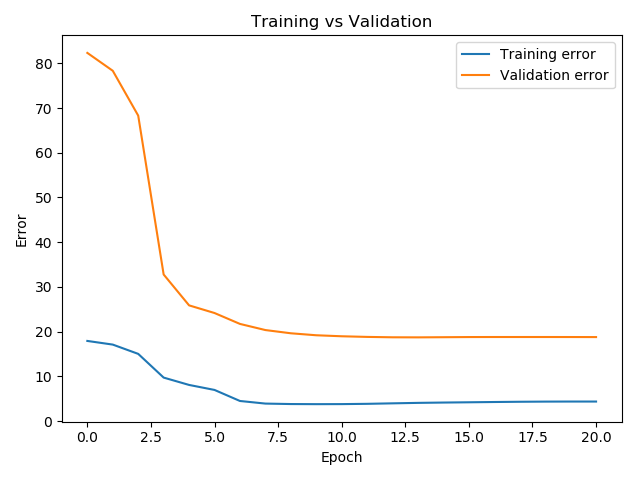 Training vs Validation
Training error
Validation error
Error
80
70
60
50
40
30
20
10
0
0.0 2.5 5.0 7.5 10.0 12.5 15.0 17.5 20.0
Epoch